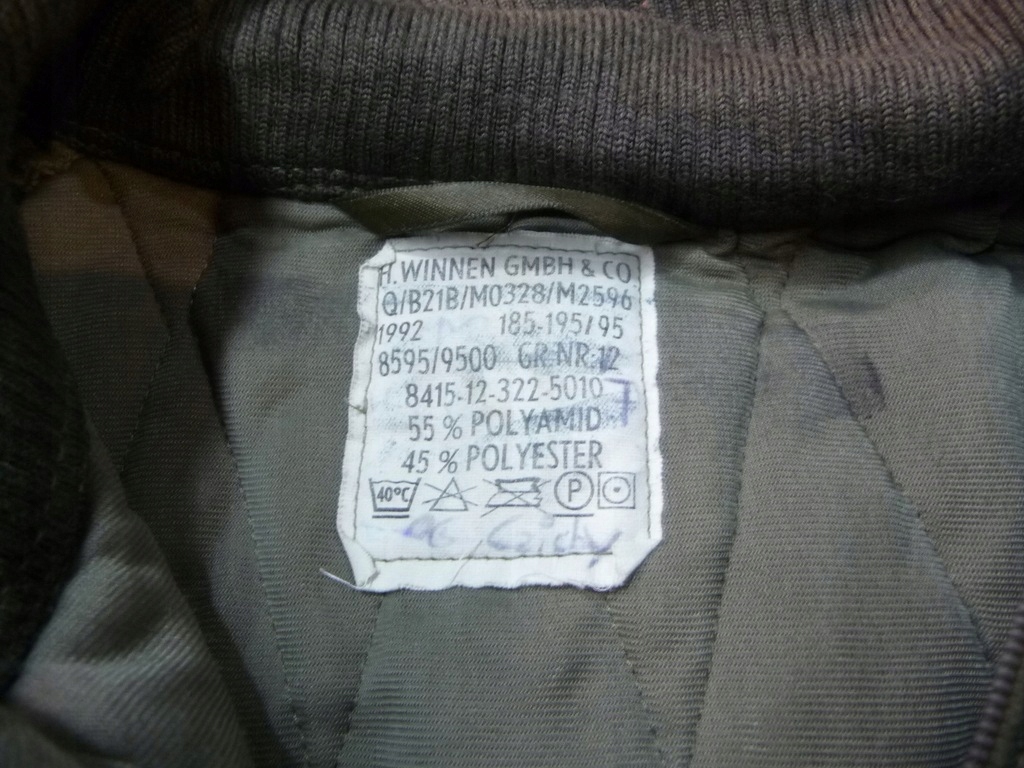 H. WINNEN GMBH & CO
Q/B21B/M0328/M2596
1992 185-195/95
8595/9500 GR.NR.12
8415-12-322-5010
55 % POLYAMID
45 % POLYESTER
40°C P